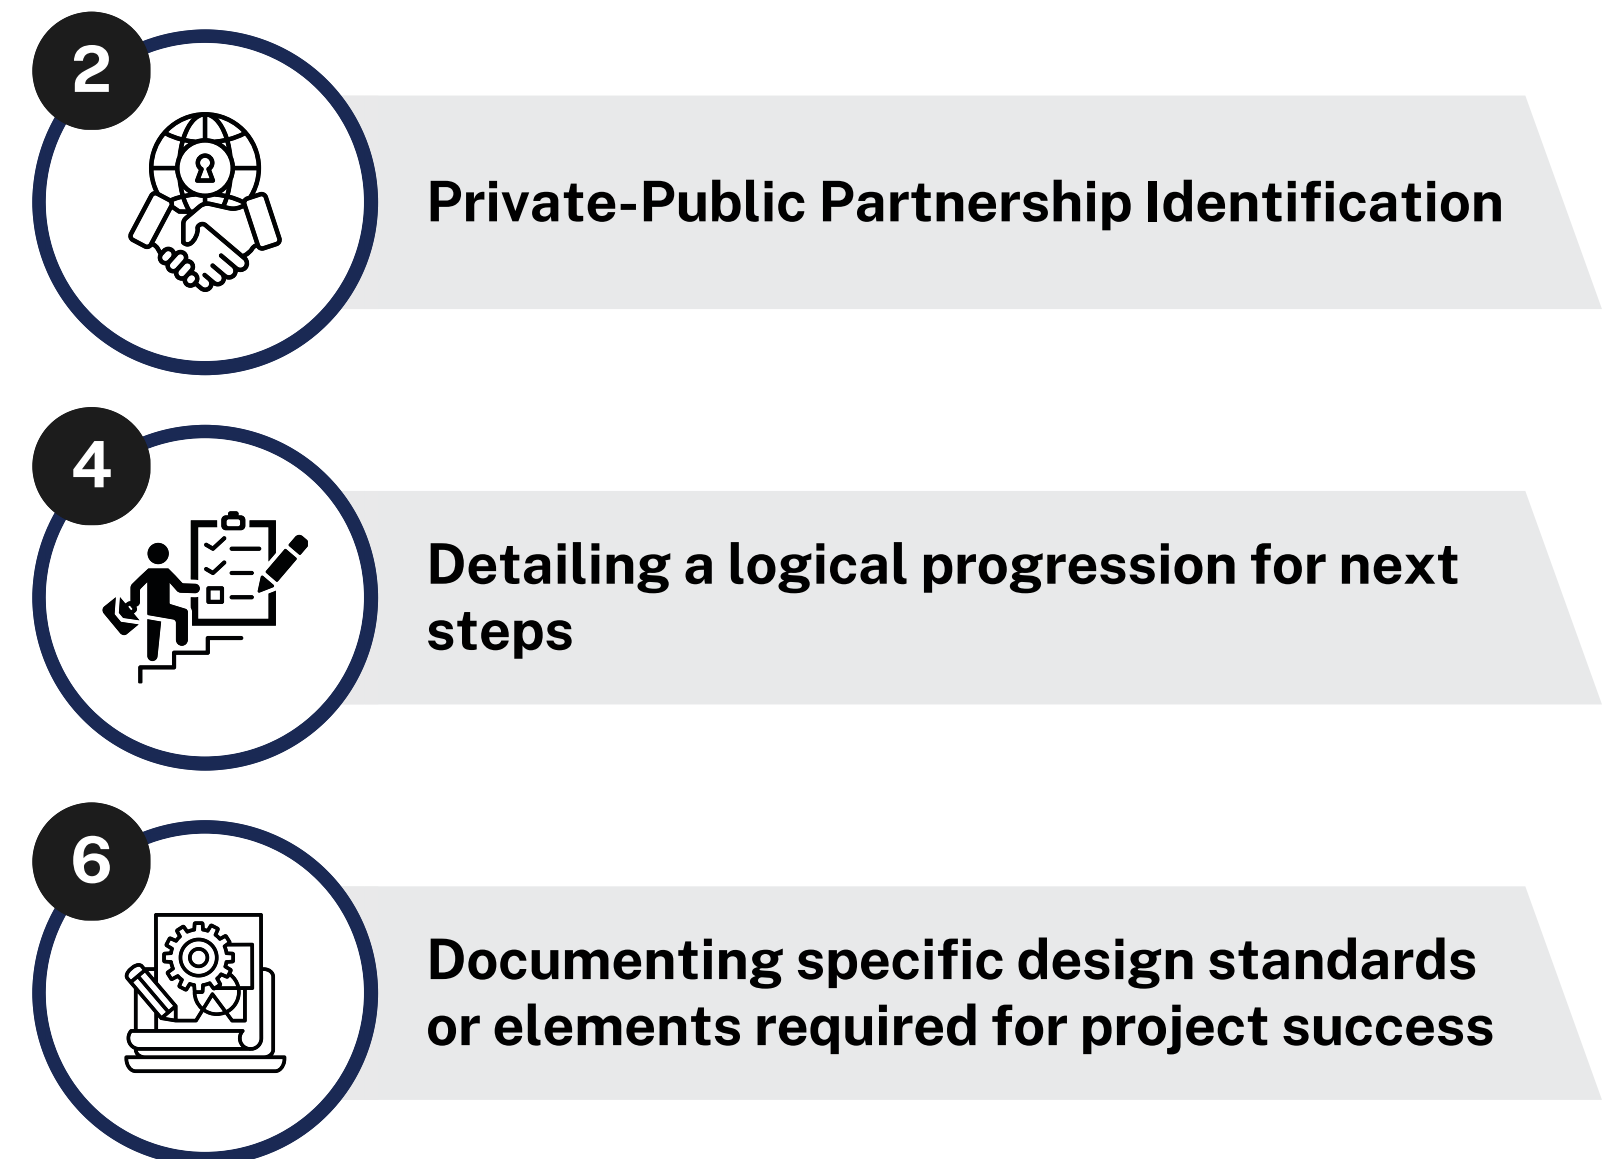 2
Private-Public Partnership Identification
4
Detailing a logical progression for next
steps
6
Documenting specific design standards
or elements required for project success